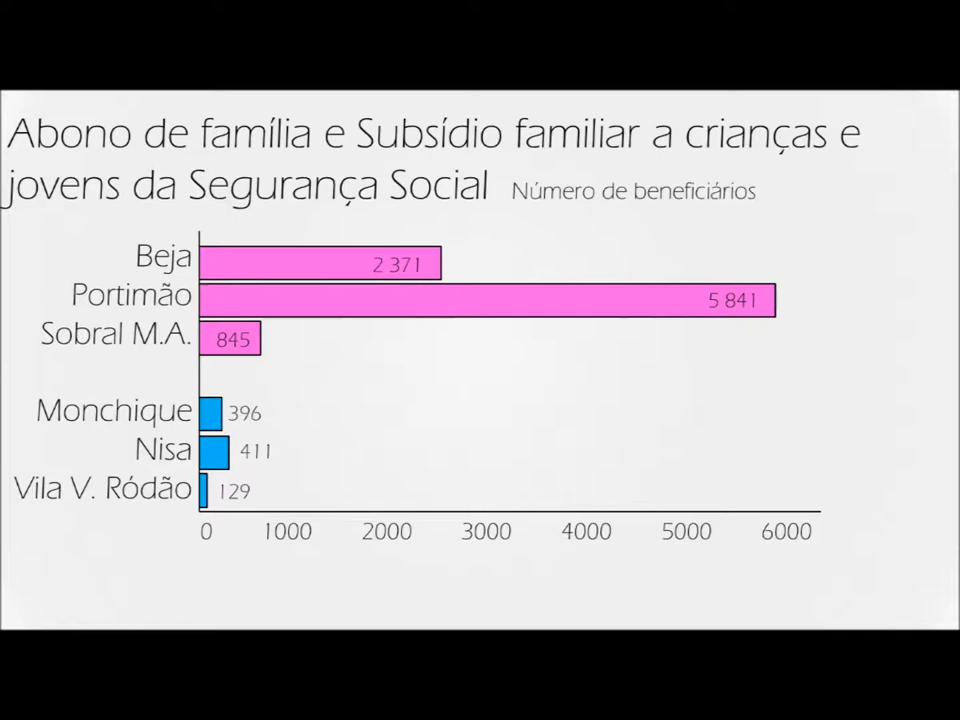 Abono de família e Subsídio familiar a crianças e
jovens da Segurança Social Número de beneficiários
Beja 2 371
Portimão 5 841
Sobral M.A. 845
Monchique 396
Nisa 411
Vila V. Ródão 129
0 1000 2000 3000 4000 5000 6000